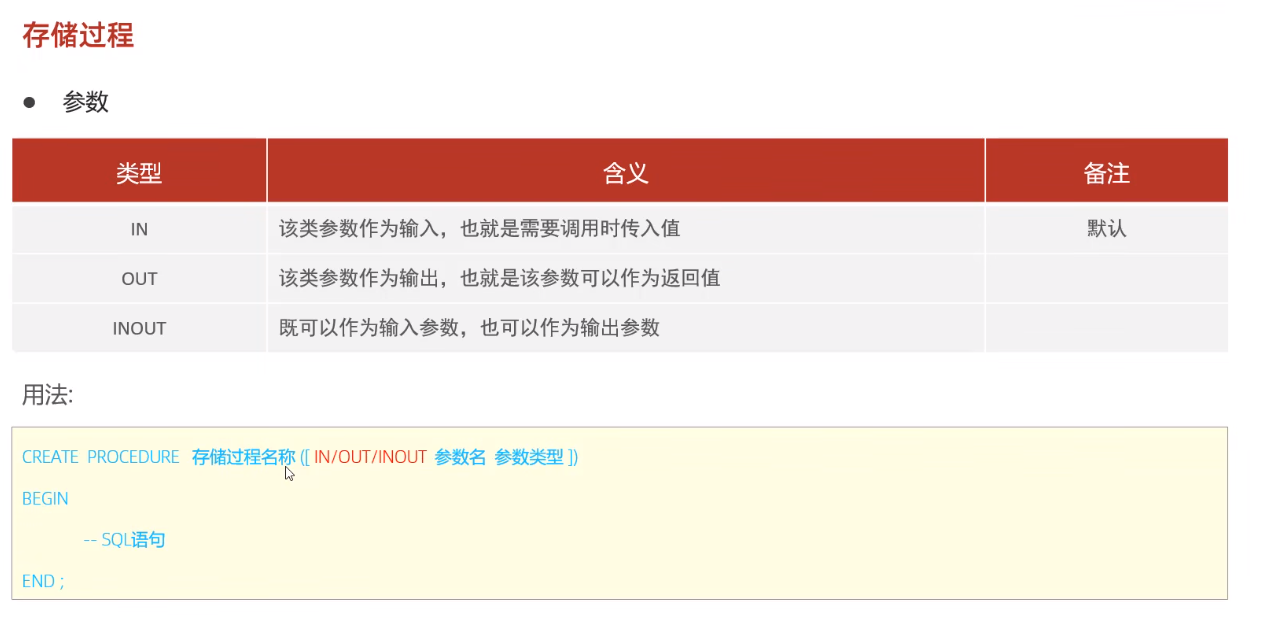 存储过程
● 参数
类型 含义 备注
IN 该类参数作为输入，也就是需要调用时传入值 默认
OUT 该类参数作为输出，也就是该参数可以作为返回值
INOUT 既可以作为输入参数，也可以作为输出参数
用法:
CREATE PROCEDURE 存储过程名称 ([ IN/OUT/INOUT 参数名 参数类型 ])
BEGIN
-- SQL语句
END ;